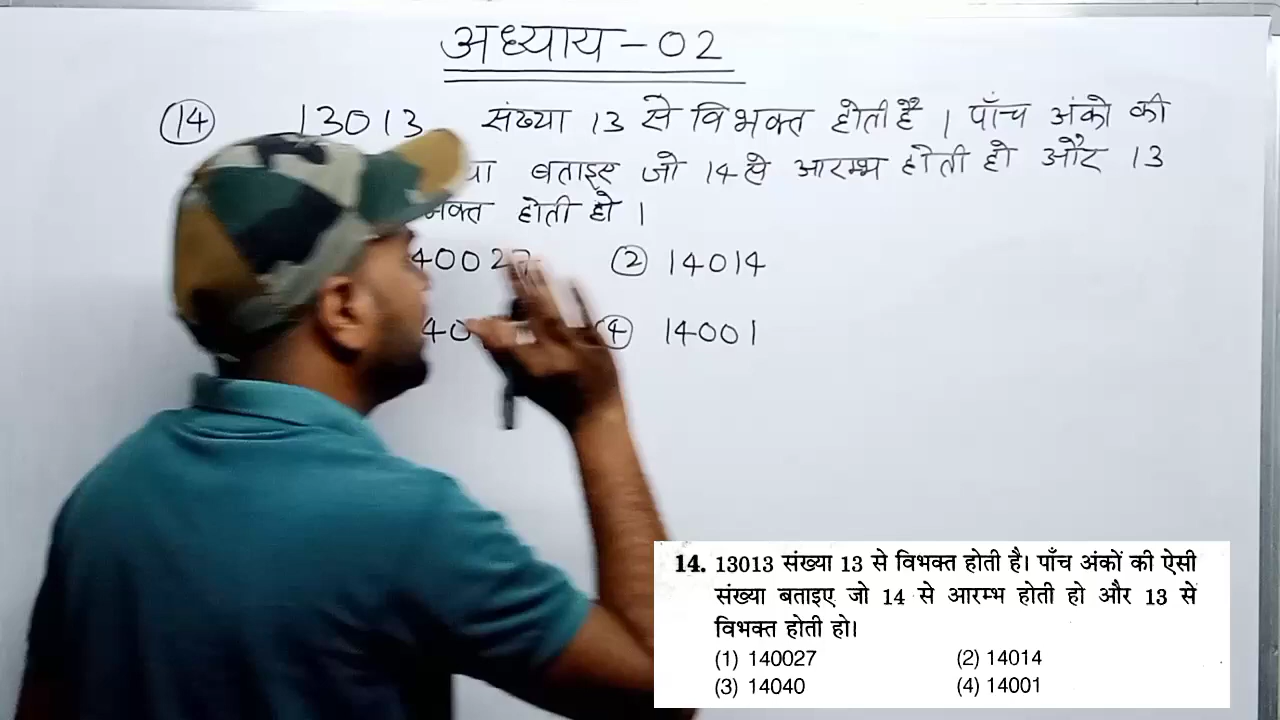 अध्याय - 02
14 13013 संख्या 13 से विभक्त होती है । पाँच अंको की
बताइए जो 14 से आरम्भ होती हो और 13
होती हो ।
2 14014
4 14001
14. 13013 संख्या 13 से विभक्त होती है। पाँच अंकों की ऐसी
संख्या बताइए जो 14 से आरम्भ होती हो और 13 से
विभक्त होती हो।
(1) 140027 (2) 14014
(3) 14040 (4) 14001